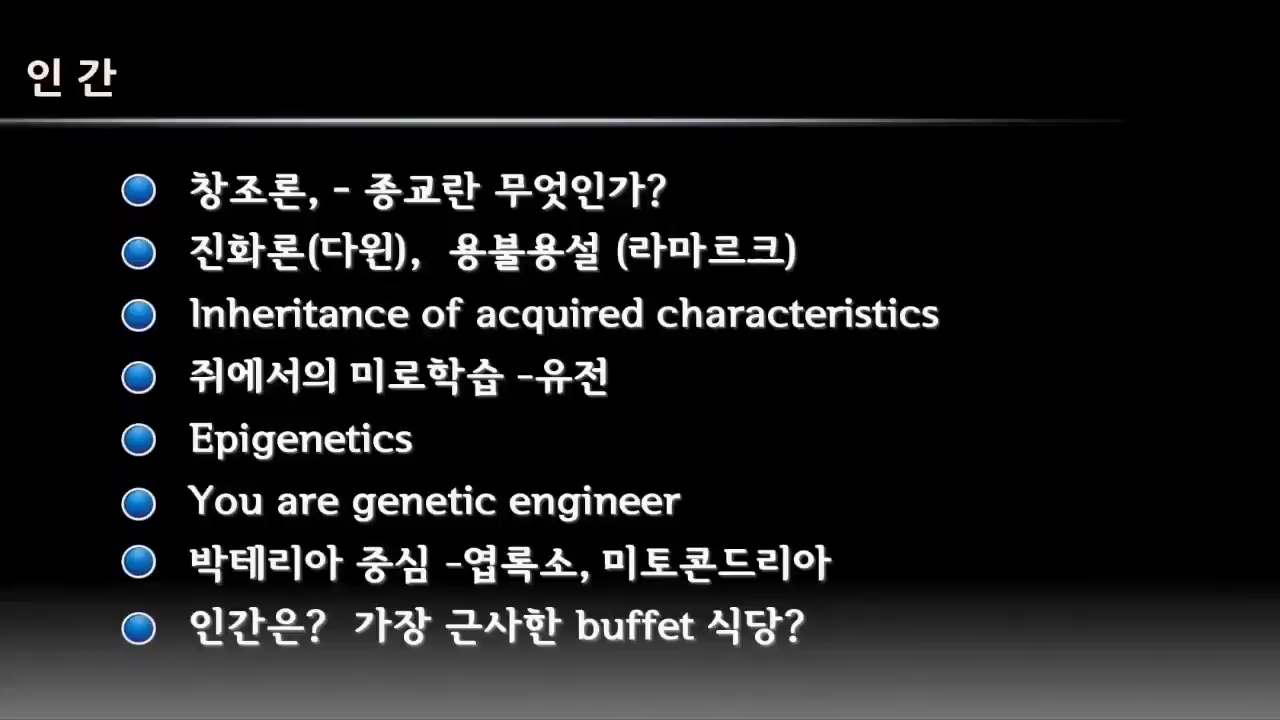 인 간
창조론, - 종교란 무엇인가?
진화론(다윈), 용불용설 (라마르크)
Inheritance of acquired characteristics
쥐에서의 미로학습 -유전
Epigenetics
You are genetic engineer
박테리아 중심 -엽록소, 미토콘드리아
인간은? 가장 근사한 buffet 식당?